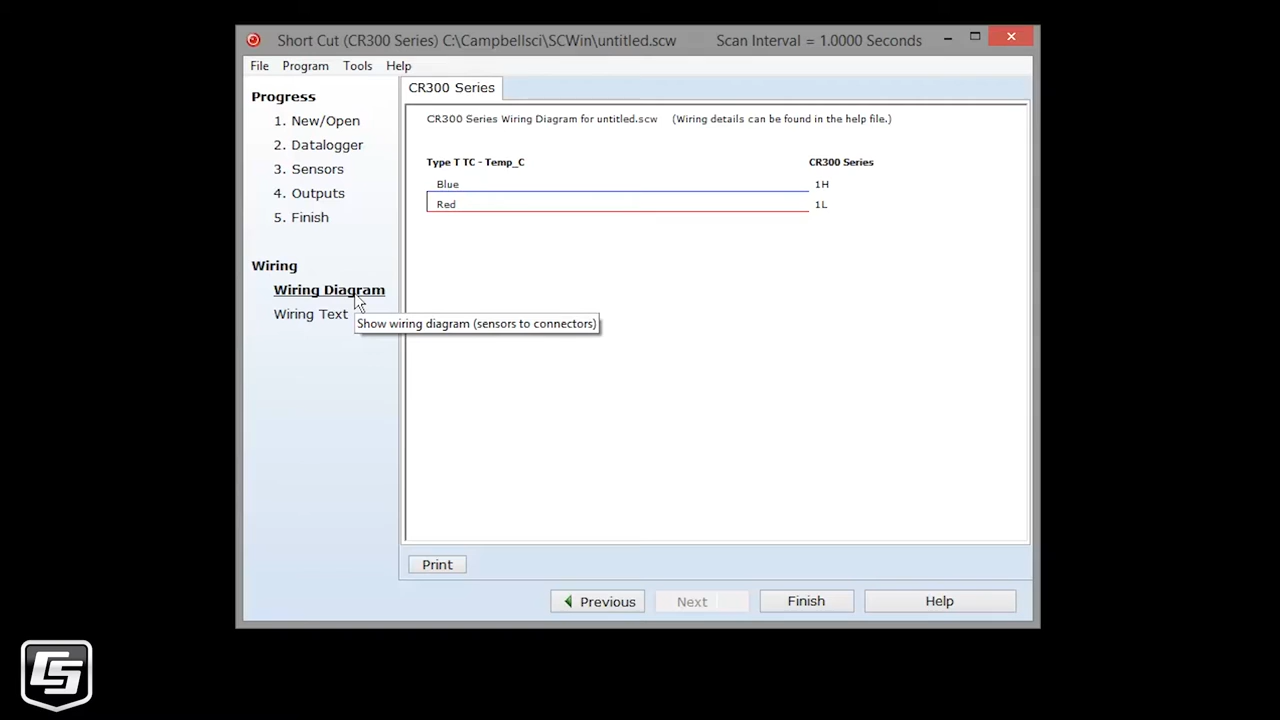 Short Cut (CR300 Series) C:\Campbellsci\SCWin\untitled.scw Scan Interval = 1.0000 Seconds
File Program Tools Help
Progress
1. New/Open
2. Datalogger
3. Sensors
4. Outputs
5. Finish
Wiring
Wiring Diagram
Wiring Text
CR300 Series
CR300 Series Wiring Diagram for untitled.scw (Wiring details can be found in the help file.)
Type T TC - Temp_C CR300 Series
Blue 1H
Red 1L
Show wiring diagram (sensors to connectors)
Print
Previous Next Finish Help
CS